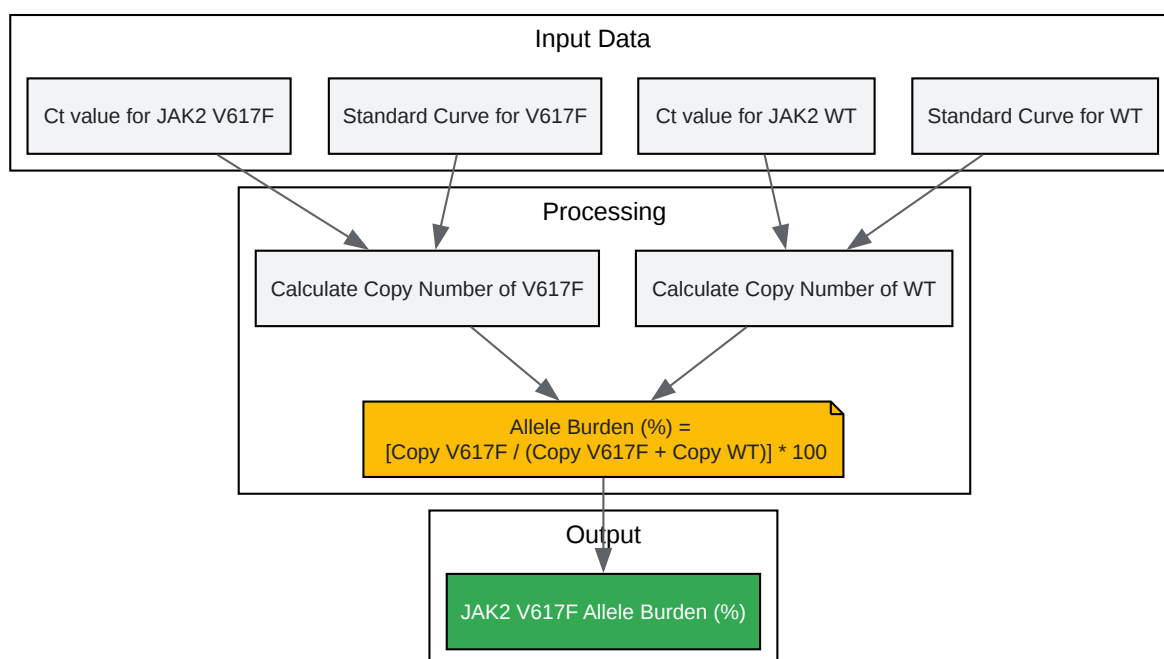 Input Data
Ct value for JAK2 V617F
Standard Curve for V617F
Ct value for JAK2 WT
Standard Curve for WT
Processing
Calculate Copy Number of V617F
Calculate Copy Number of WT
Allele Burden (%) =
[Copy V617F / (Copy V617F + Copy WT)] * 100
Output
JAK2 V617F Allele Burden (%)